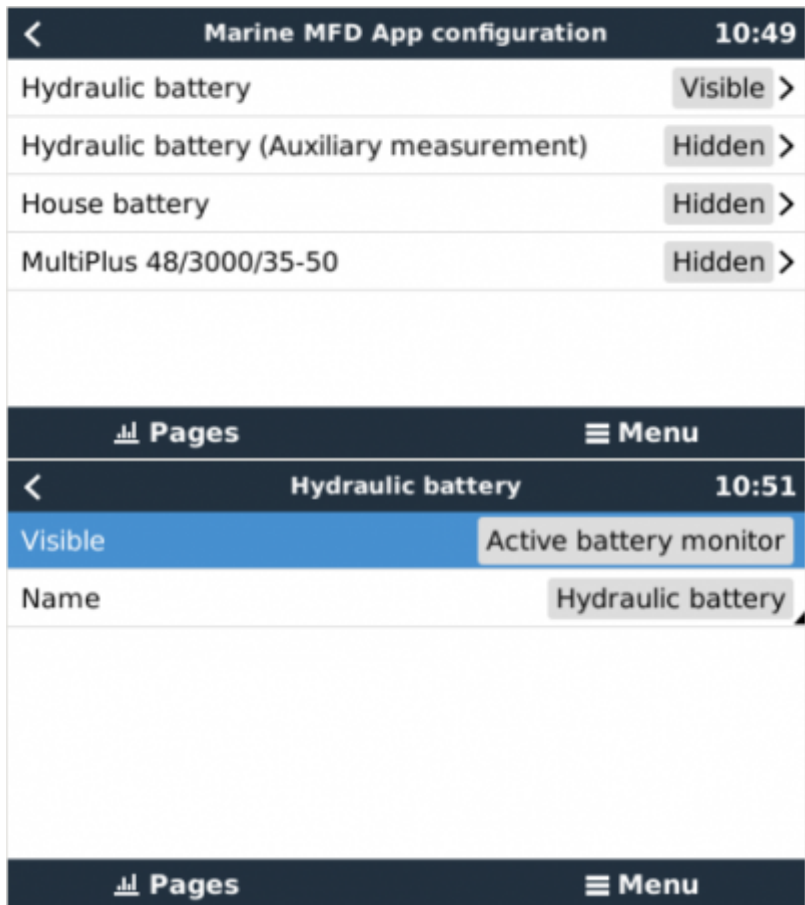 Marine MFD App configuration 10:49
Hydraulic battery Visible
Hydraulic battery (Auxiliary measurement) Hidden
House battery Hidden
MultiPlus 48/3000/35-50 Hidden
Pages Menu
Hydraulic battery 10:51
Visible Active battery monitor
Name Hydraulic battery
Pages Menu